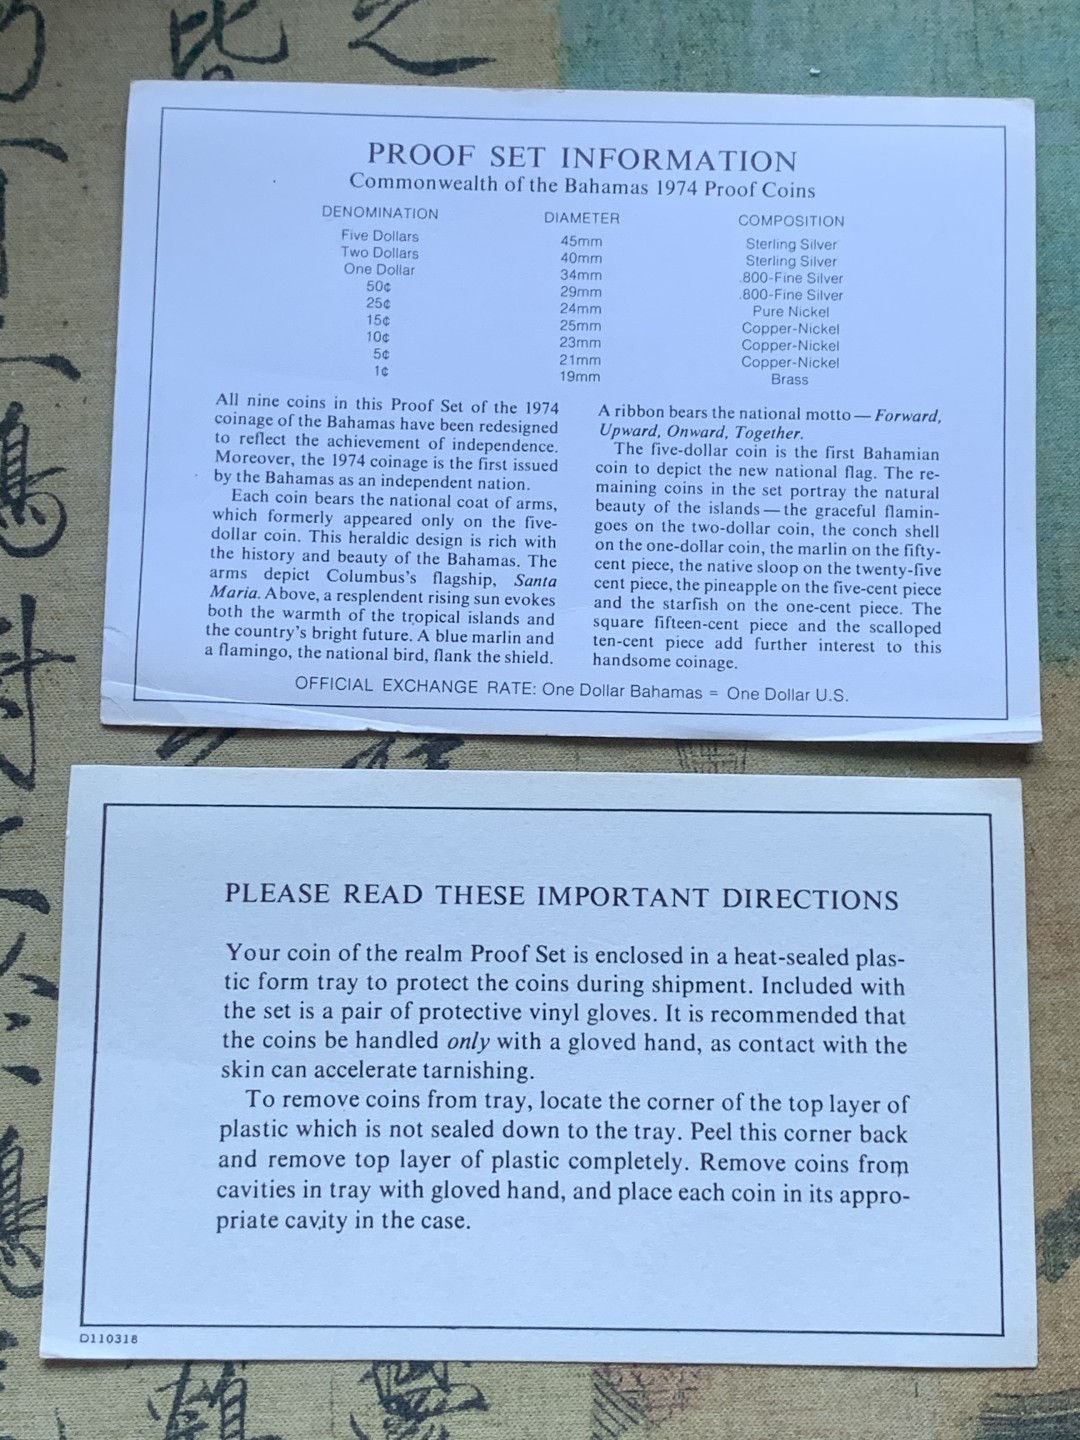 PROOF SET INFORMATION
Commonwealth of the Bahamas 1974 Proof Coins
DENOMINATION DIAMETER COMPOSITION
Five Dollars 45mm Sterling Silver
Two Dollars 40mm Sterling Silver
One Dollar 34mm .800-Fine Silver
50¢ 29mm .800-Fine Silver
25¢ 24mm Pure Nickel
15¢ 25mm Copper-Nickel
10¢ 23mm Copper-Nickel
5¢ 21mm Copper-Nickel
1¢ 19mm Brass
All nine coins in this Proof Set of the 1974
coinage of the Bahamas have been redesigned
to reflect the achievement of independence.
Moreover, the 1974 coinage is the first issued
by the Bahamas as an independent nation.
Each coin bears the national coat of arms,
which formerly appeared only on the five-
dollar coin. This heraldic design is rich with
the history and beauty of the Bahamas. The
arms depict Columbus's flagship, Santa
Maria. Above, a resplendent rising sun evokes
both the warmth of the tropical islands and
the country's bright future. A blue marlin and
a flamingo, the national bird, flank the shield.
A ribbon bears the national motto — Forward,
Upward, Onward, Together.
The five-dollar coin is the first Bahamian
coin to depict the new national flag. The re-
maining coins in the set portray the natural
beauty of the islands — the graceful flamin-
goes on the two-dollar coin, the conch shell
on the one-dollar coin, the marlin on the fifty-
cent piece, the native sloop on the twenty-five
cent piece, the pineapple on the five-cent piece
and the starfish on the one-cent piece. The
square fifteen-cent piece and the scalloped
ten-cent piece add further interest to this
handsome coinage.
OFFICIAL EXCHANGE RATE: One Dollar Bahamas = One Dollar U.S.
PLEASE READ THESE IMPORTANT DIRECTIONS
Your coin of the realm Proof Set is enclosed in a heat-sealed plas-
tic form tray to protect the coins during shipment. Included with
the set is a pair of protective vinyl gloves. It is recommended that
the coins be handled only with a gloved hand, as contact with the
skin can accelerate tarnishing.
To remove coins from tray, locate the corner of the top layer of
plastic which is not sealed down to the tray. Peel this corner back
and remove top layer of plastic completely. Remove coins from
cavities in tray with gloved hand, and place each coin in its appro-
priate cavity in the case.
D110318